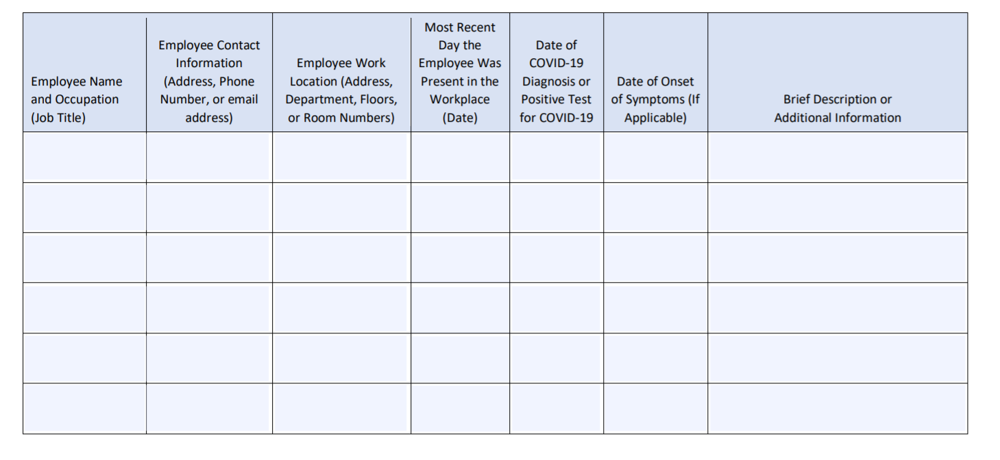 Employee Name
and Occupation
(Job Title)
Employee Contact
Information
(Address, Phone
Number, or email
address)
Employee Work
Location (Address,
Department, Floors,
or Room Numbers)
Most Recent
Day the
Employee Was
Present in the
Workplace
(Date)
Date of
COVID-19
Diagnosis or
Positive Test
for COVID-19
Date of Onset
of Symptoms (If
Applicable)
Brief Description or
Additional Information